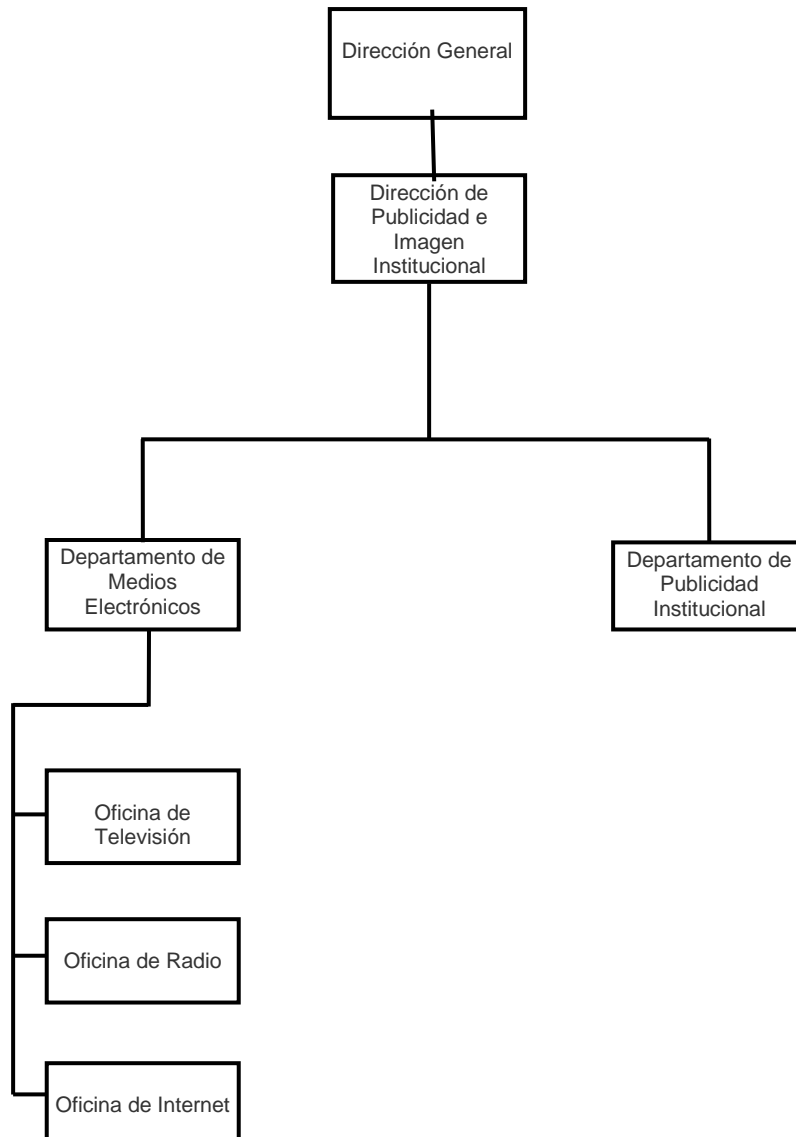 Dirección General
Dirección de
Publicidad e
Imagen
Institucional
Departamento de
Medios
Electrónicos
Departamento de
Publicidad
Institucional
Oficina de
Televisión
Oficina de Radio
Oficina de Internet